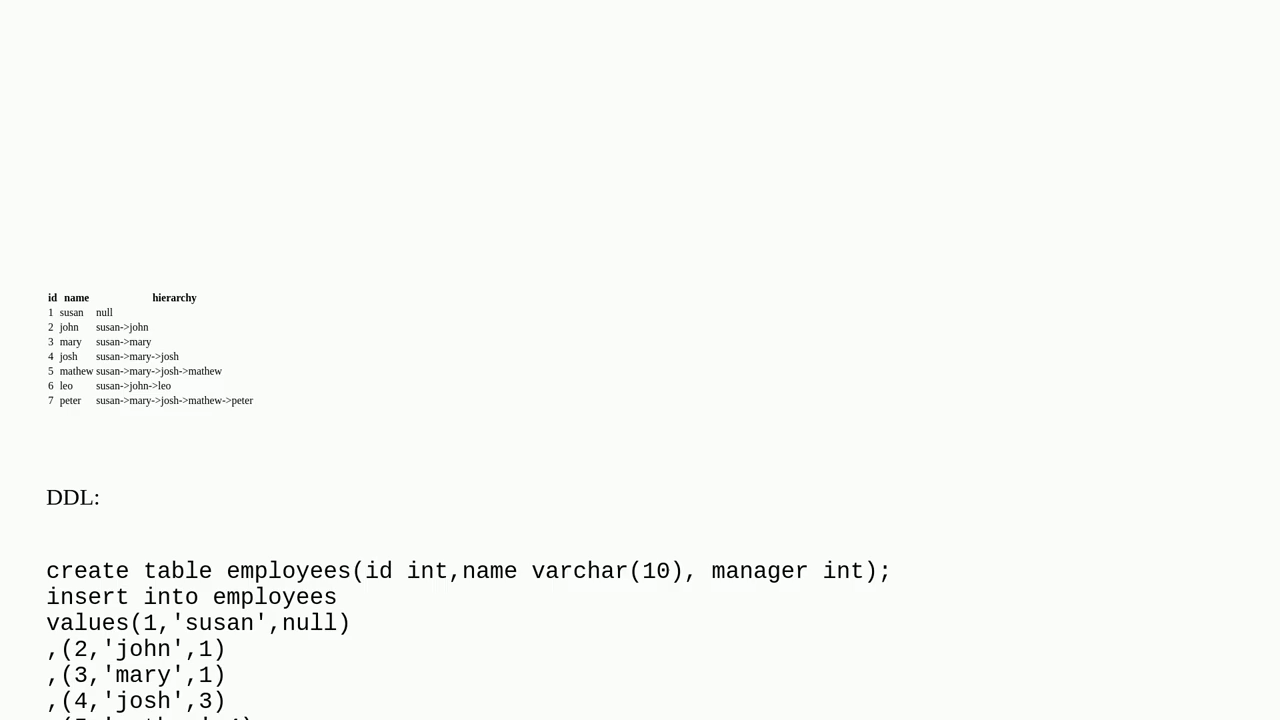 id name hierarchy
1 susan null
2 john susan->john
3 mary susan->mary
4 josh susan->mary->josh
5 mathew susan->mary->josh->mathew
6 leo susan->john->leo
7 peter susan->mary->josh->mathew->peter
DDL:
create table employees(id int,name varchar(10), manager int);
insert into employees
values(1,'susan',null)
,(2,'john',1)
,(3,'mary',1)
,(4,'josh',3)